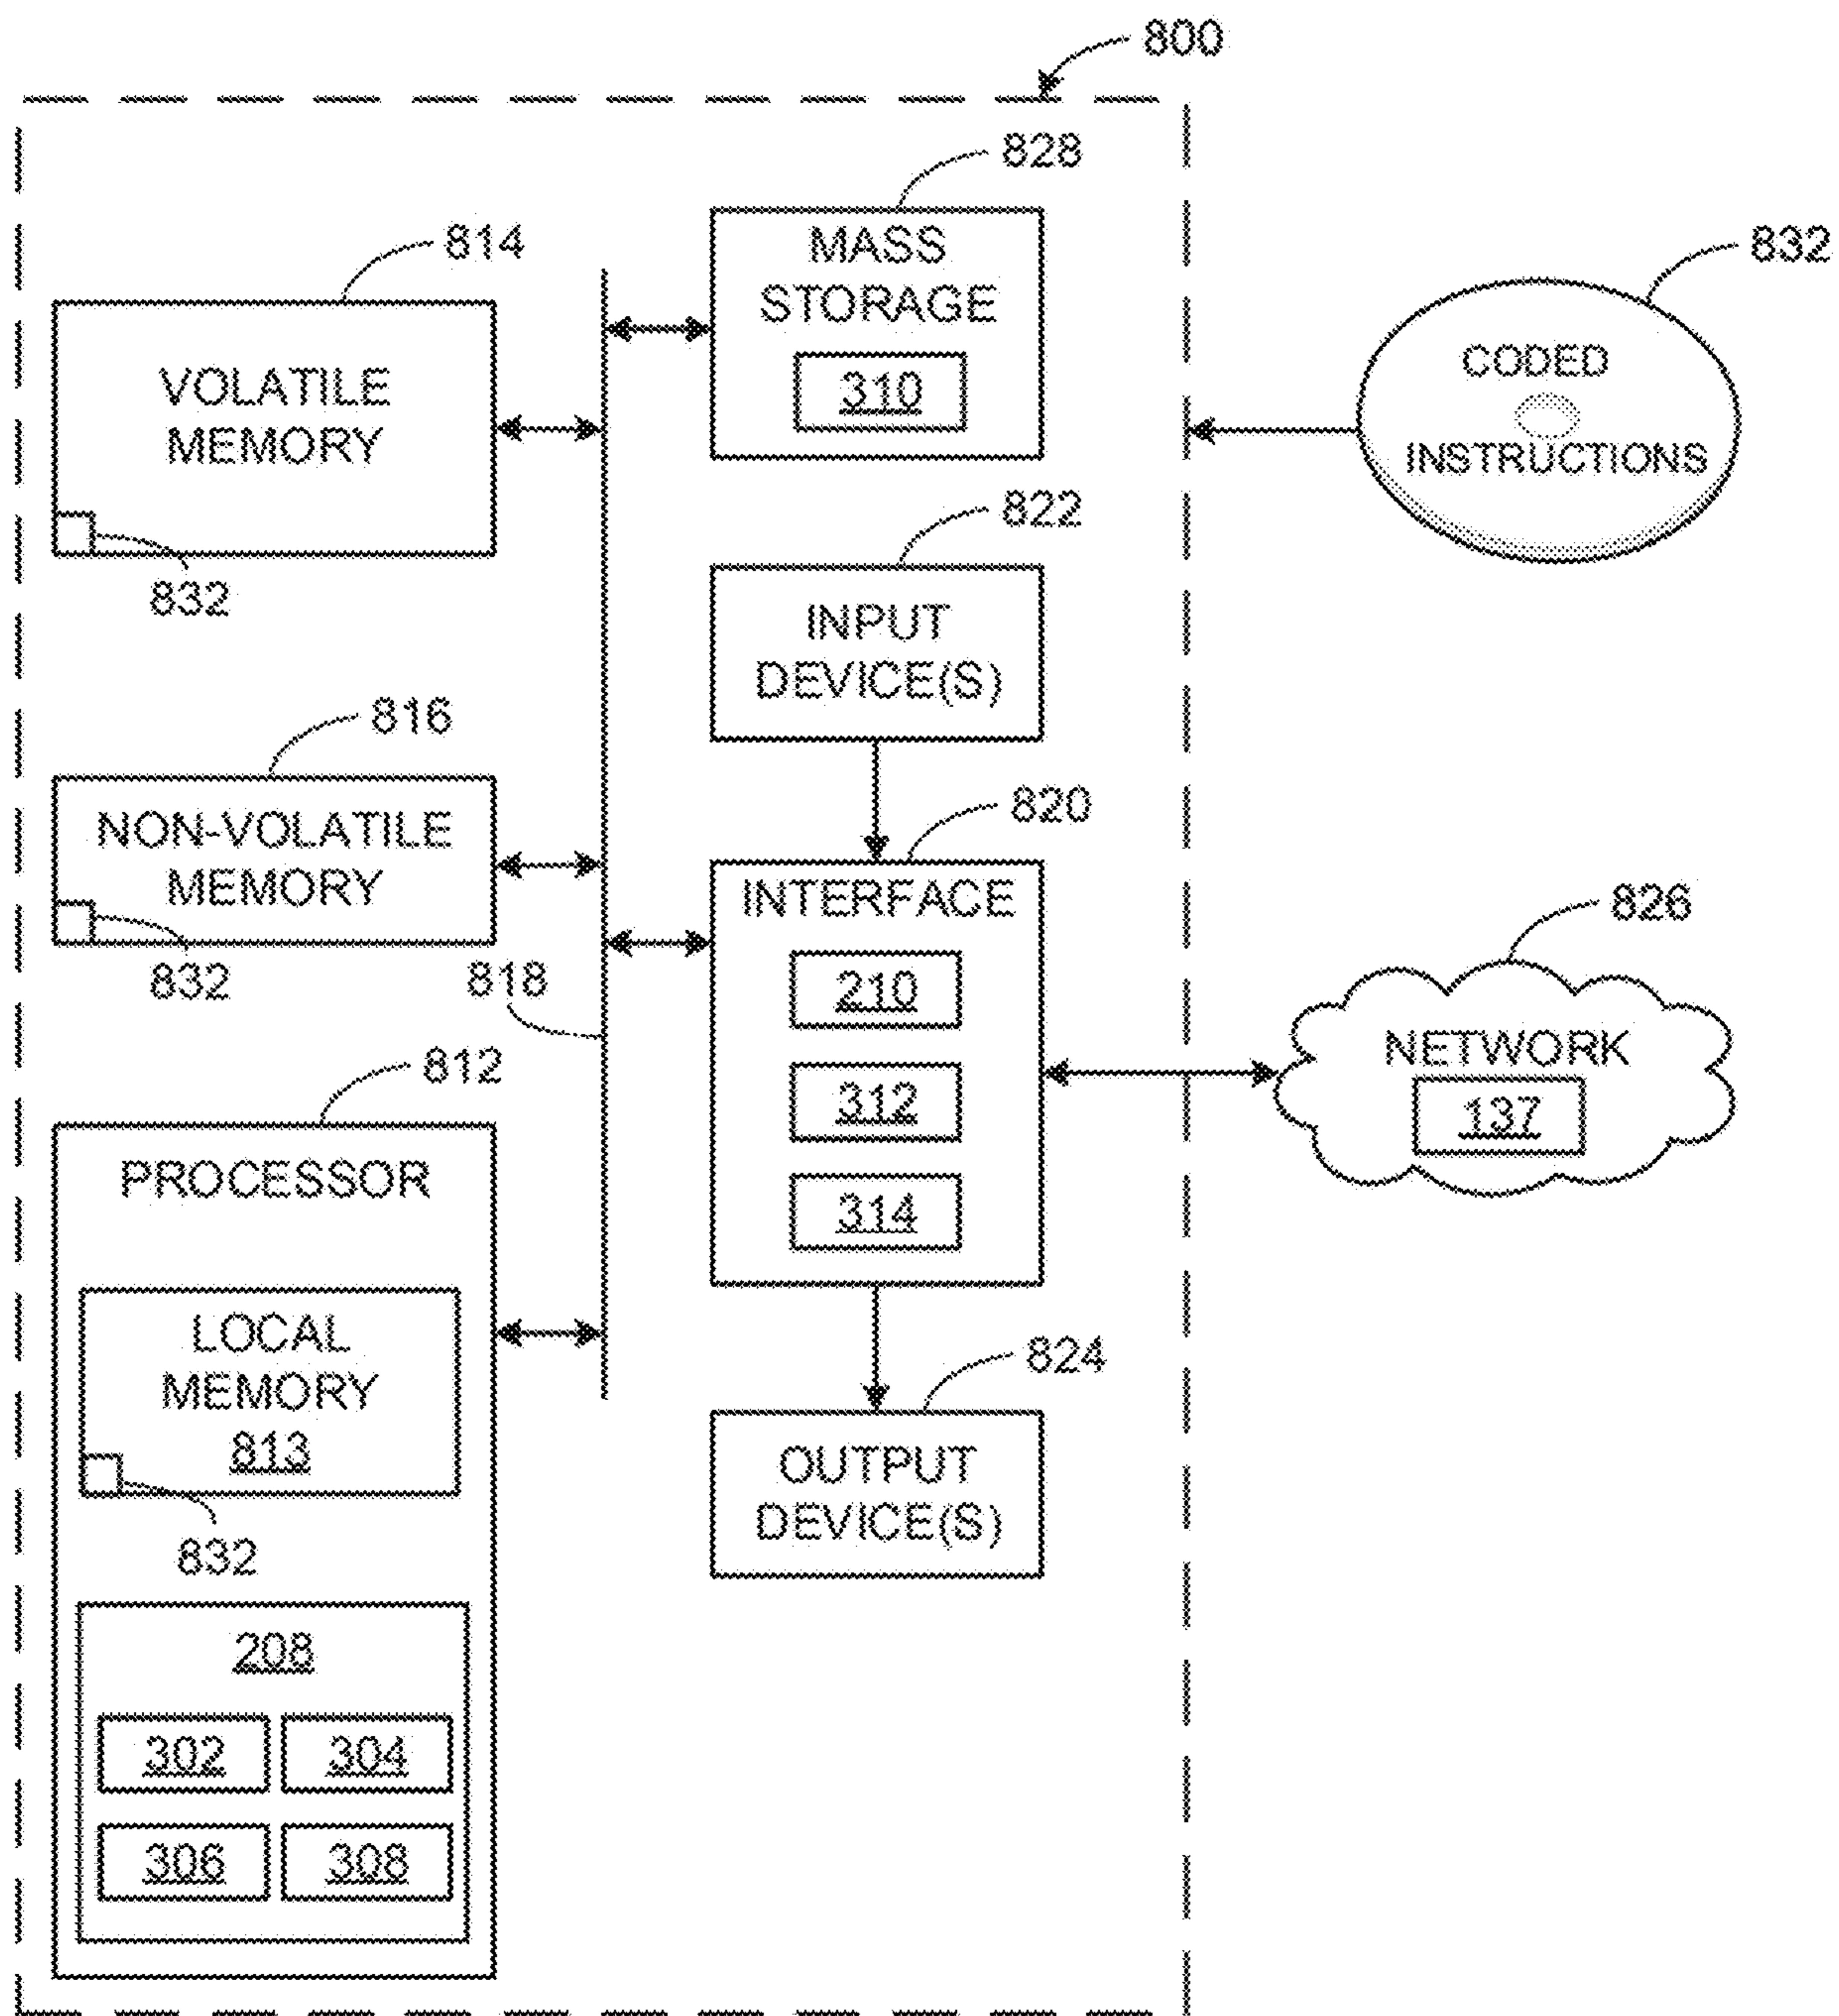 800
828
MASS
STORAGE
310
814
VOLATILE
MEMORY
832
832
CODED
INSTRUCTIONS
822
INPUT
DEVICE(S)
816
NON-VOLATILE
MEMORY
832
818
820
INTERFACE
210
312
314
826
NETWORK
137
812
PROCESSOR
LOCAL
MEMORY
813
832
824
OUTPUT
DEVICE(S)
208
302
304
306
308